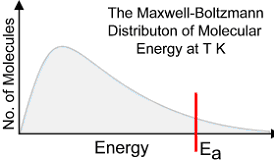 The Maxwell-Boltzmann
Distributon of Molecular
Energy at T K
No. of Molecules
Energy
Ea